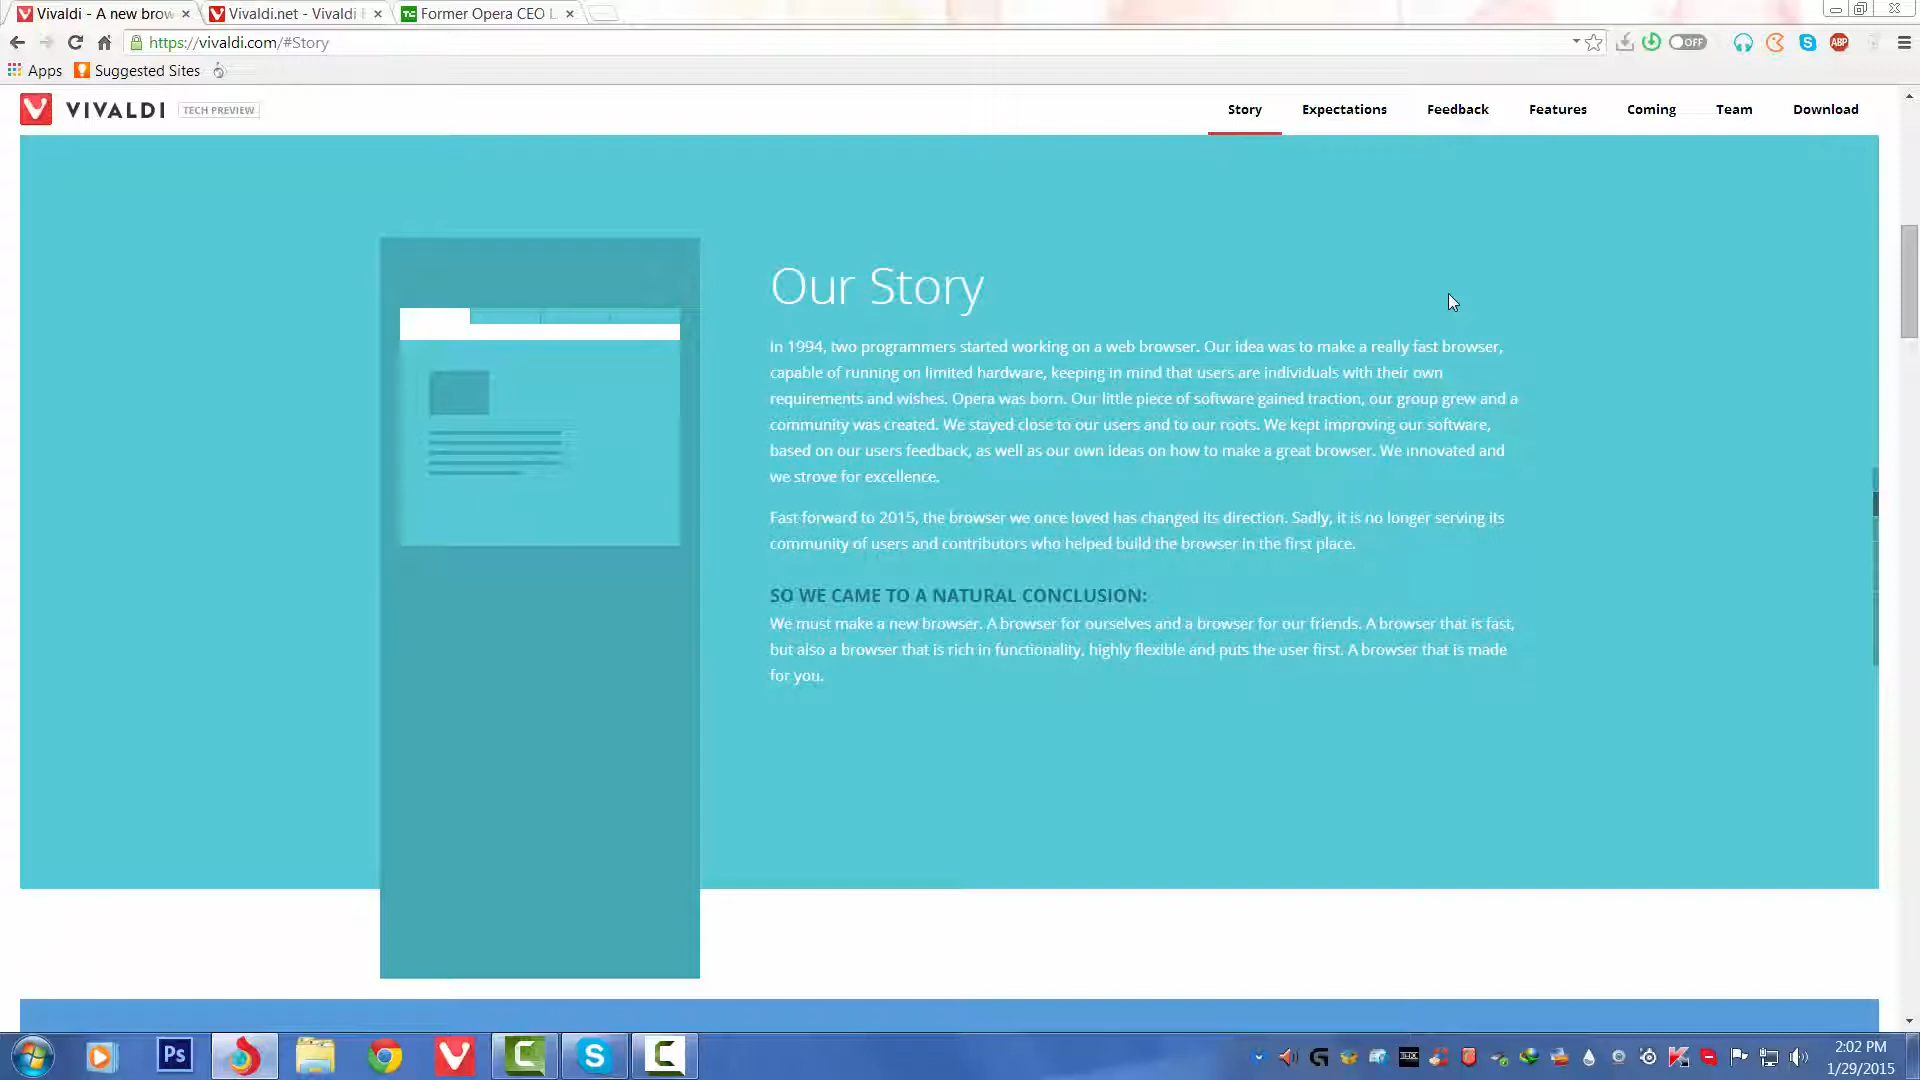 Vivaldi - A new brow
Vivaldi.net - Vivaldi
Former Opera CEO L
https://vivaldi.com/#Story
OFF
ABP
Apps
Suggested Sites
VIVALDI
TECH PREVIEW
Story
Expectations
Feedback
Features
Coming
Team
Download
Our Story
In 1994, two programmers started working on a web browser. Our idea was to make a really fast browser,
capable of running on limited hardware, keeping in mind that users are individuals with their own
requirements and wishes. Opera was born. Our little piece of software gained traction, our group grew and a
community was created. We stayed close to our users and to our roots. We kept improving our software,
based on our users feedback, as well as our own ideas on how to make a great browser. We innovated and
we strove for excellence.
Fast forward to 2015, the browser we once loved has changed its direction. Sadly, it is no longer serving its
community of users and contributors who helped build the browser in the first place.
SO WE CAME TO A NATURAL CONCLUSION:
We must make a new browser. A browser for ourselves and a browser for our friends. A browser that is fast,
but also a browser that is rich in functionality, highly flexible and puts the user first. A browser that is made
for you.
Ps
2:02 PM
1/29/2015